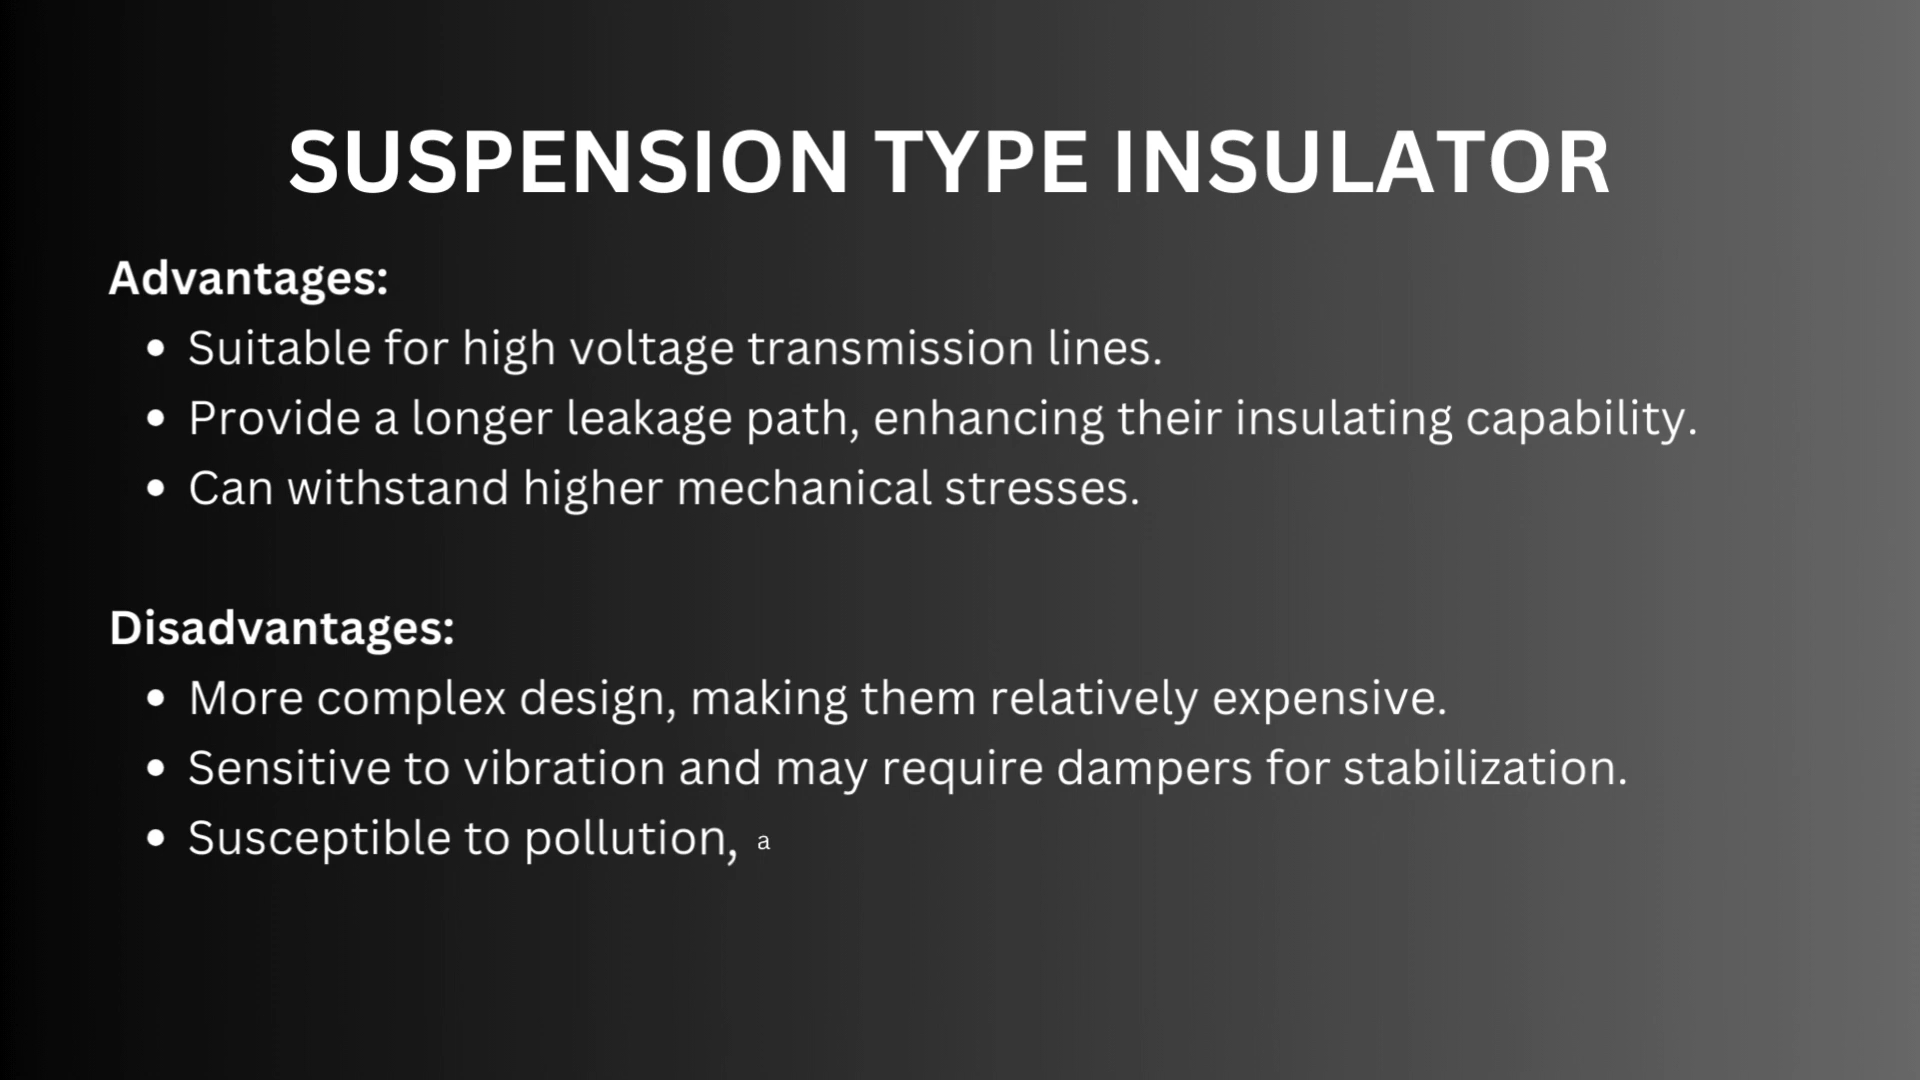 SUSPENSION TYPE INSULATOR
Advantages:
• Suitable for high voltage transmission lines.
• Provide a longer leakage path, enhancing their insulating capability.
• Can withstand higher mechanical stresses.
Disadvantages:
• More complex design, making them relatively expensive.
• Sensitive to vibration and may require dampers for stabilization.
• Susceptible to pollution, a